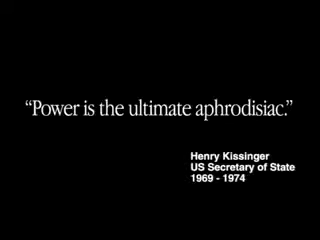 “Power is the ultimate aphrodisiac.”
Henry Kissinger
US Secretary of State
1969 - 1974